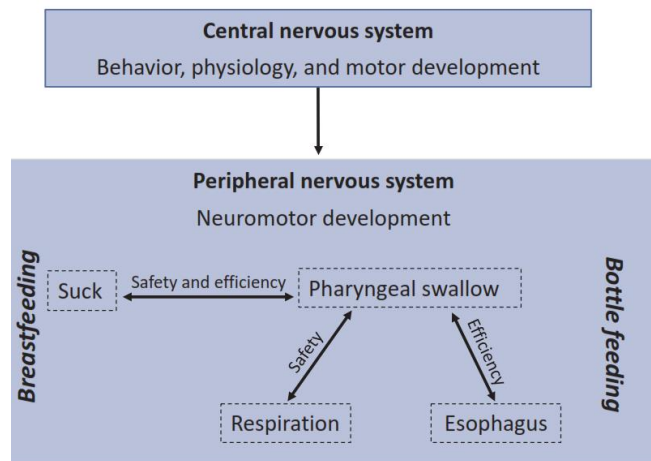 Central nervous system
Behavior, physiology, and motor development
Peripheral nervous system
Neuromotor development
Breastfeeding
Suck
Safety and efficiency
Pharyngeal swallow
Bottle feeding
Safety
Efficiency
Respiration
Esophagus